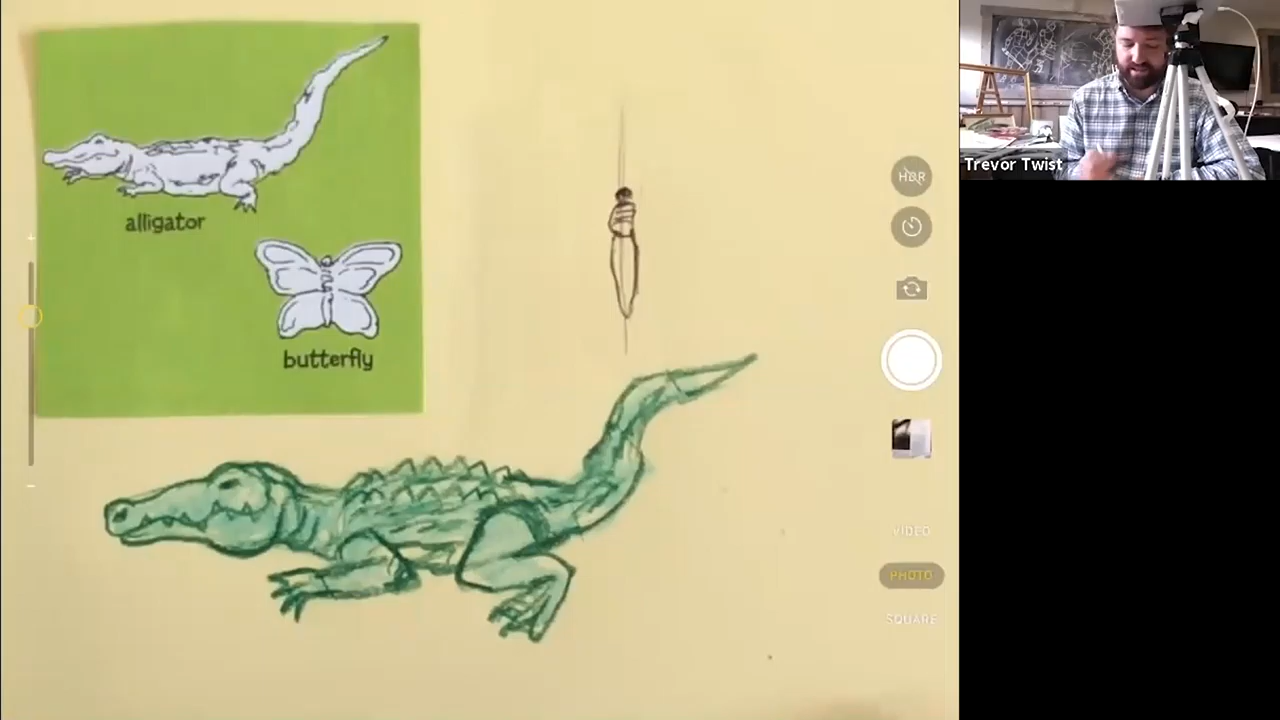 alligator
butterfly
HDR
VIDEO
PHOTO
SQUARE
Trevor Twist